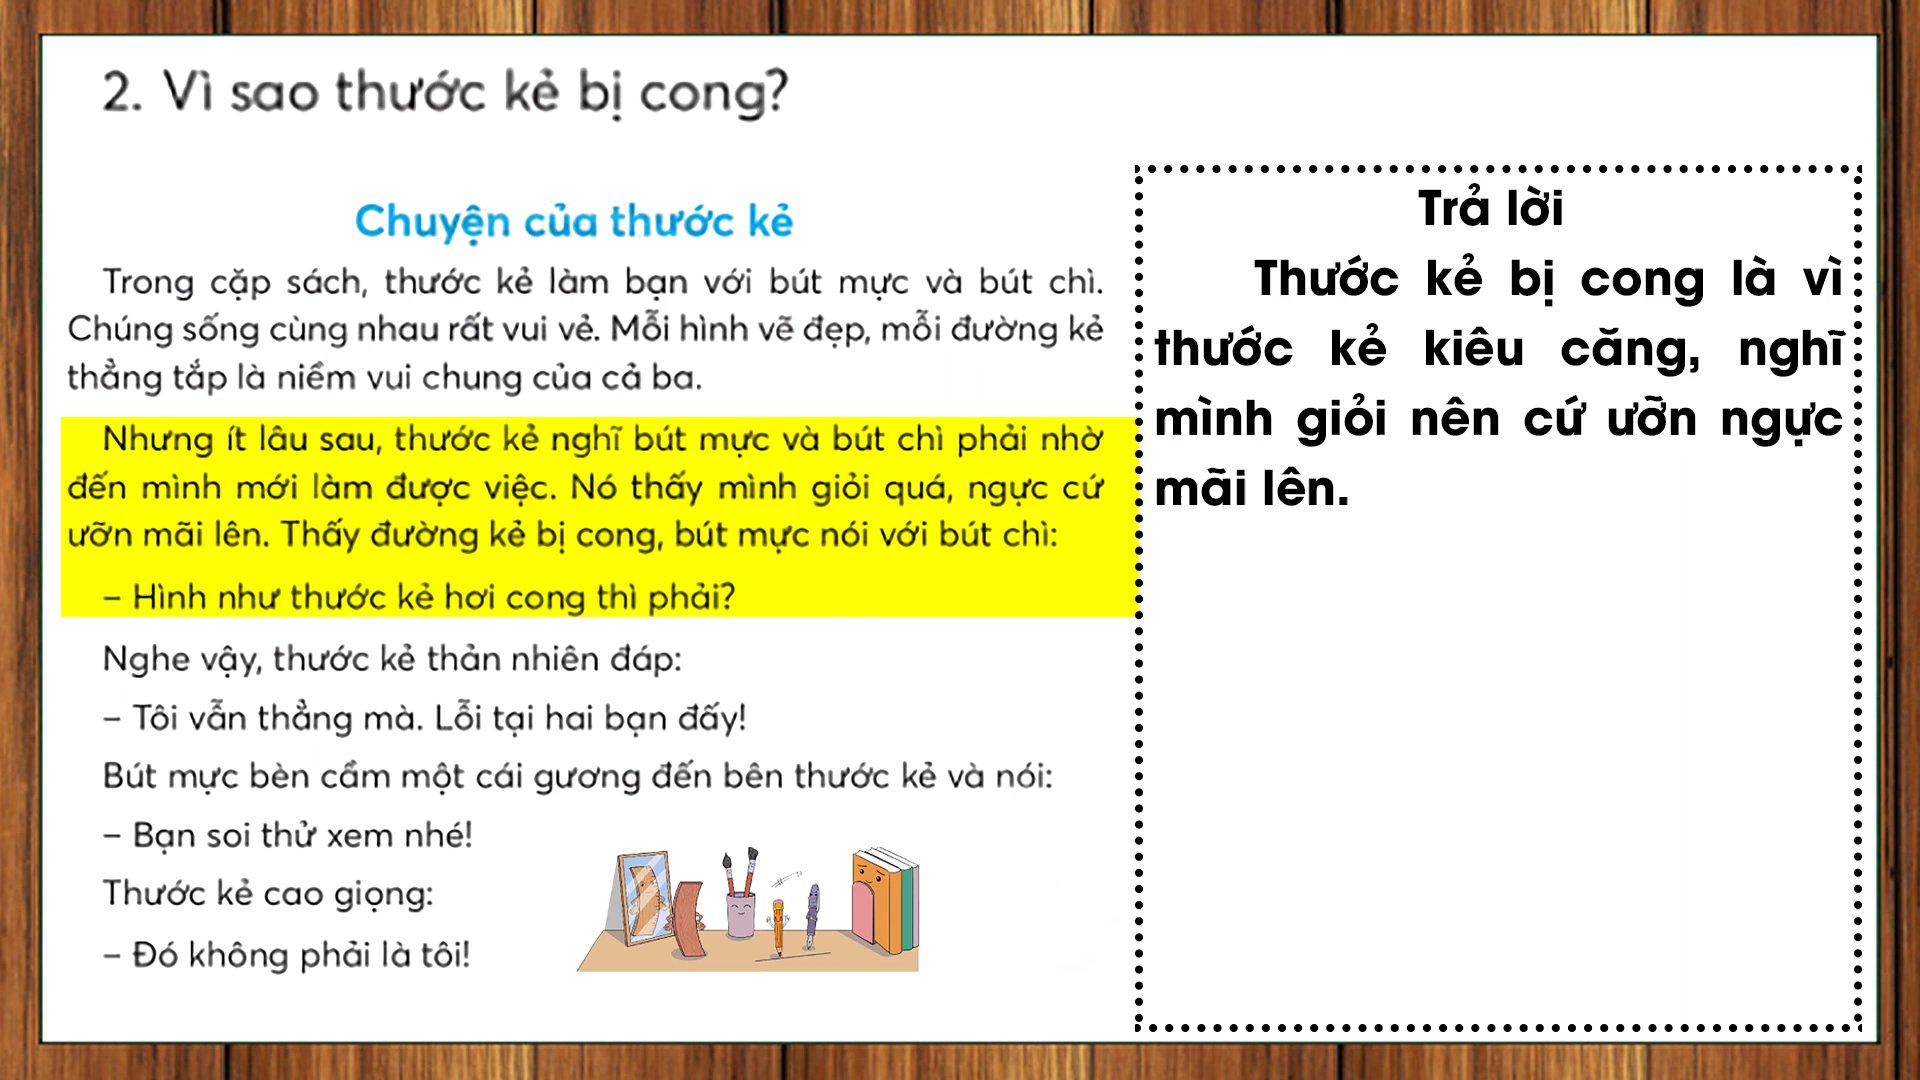 2. Vì sao thước kẻ bị cong?
Chuyện của thước kẻ
Trong cặp sách, thước kẻ làm bạn với bút mực và bút chì.
Chúng sống cùng nhau rất vui vẻ. Mỗi hình vẽ đẹp, mỗi đường kẻ
thẳng tắp là niềm vui chung của cả ba.
Nhưng ít lâu sau, thước kẻ nghĩ bút mực và bút chì phải nhờ
đến mình mới làm được việc. Nó thấy mình giỏi quá, ngực cứ
ưỡn mãi lên. Thấy đường kẻ bị cong, bút mực nói với bút chì:
– Hình như thước kẻ hơi cong thì phải?
Nghe vậy, thước kẻ thản nhiên đáp:
– Tôi vẫn thẳng mà. Lỗi tại hai bạn đấy!
Bút mực bèn cầm một cái gương đến bên thước kẻ và nói:
– Bạn soi thử xem nhé!
Thước kẻ cao giọng:
– Đó không phải là tôi!
Trả lời
Thước kẻ bị cong là vì
thước kẻ kiêu căng, nghĩ
mình giỏi nên cứ ưỡn ngực
mãi lên.